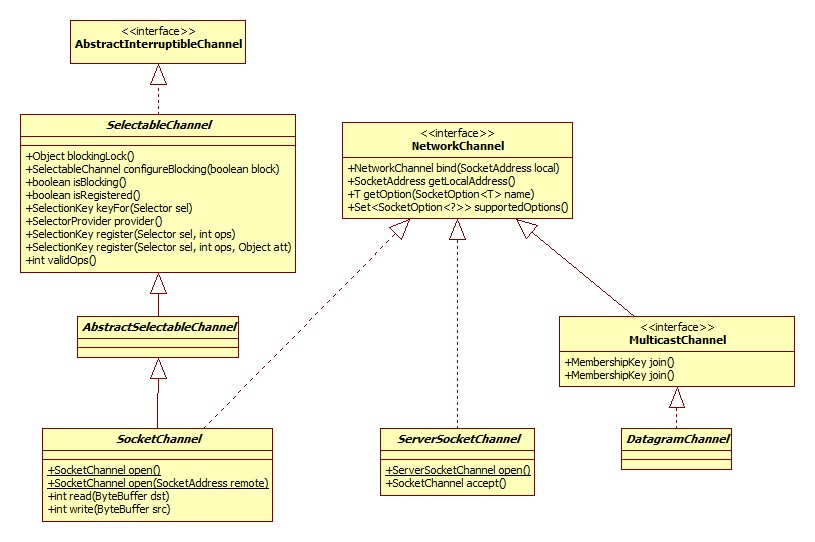 <<interface>>
AbstractInterruptibleChannel
SelectableChannel
+Object blockingLock()
+SelectableChannel configureBlocking(boolean block)
+boolean isBlocking()
+boolean isRegistered()
+SelectionKey keyFor(Selector sel)
+SelectorProvider provider()
+SelectionKey register(Selector sel, int ops)
+SelectionKey register(Selector sel, int ops, Object att)
+int validOps()
<<interface>>
NetworkChannel
+NetworkChannel bind(SocketAddress local)
+SocketAddress getLocalAddress()
+T getOption(SocketOption<T> name)
+Set<SocketOption<?>> supportedOptions()
AbstractSelectableChannel
<<interface>>
MulticastChannel
+MembershipKey join()
+MembershipKey join()
SocketChannel
+SocketChannel open()
+SocketChannel open(SocketAddress remote)
+int read(ByteBuffer dst)
+int write(ByteBuffer src)
ServerSocketChannel
+ServerSocketChannel open()
+SocketChannel accept()
DatagramChannel